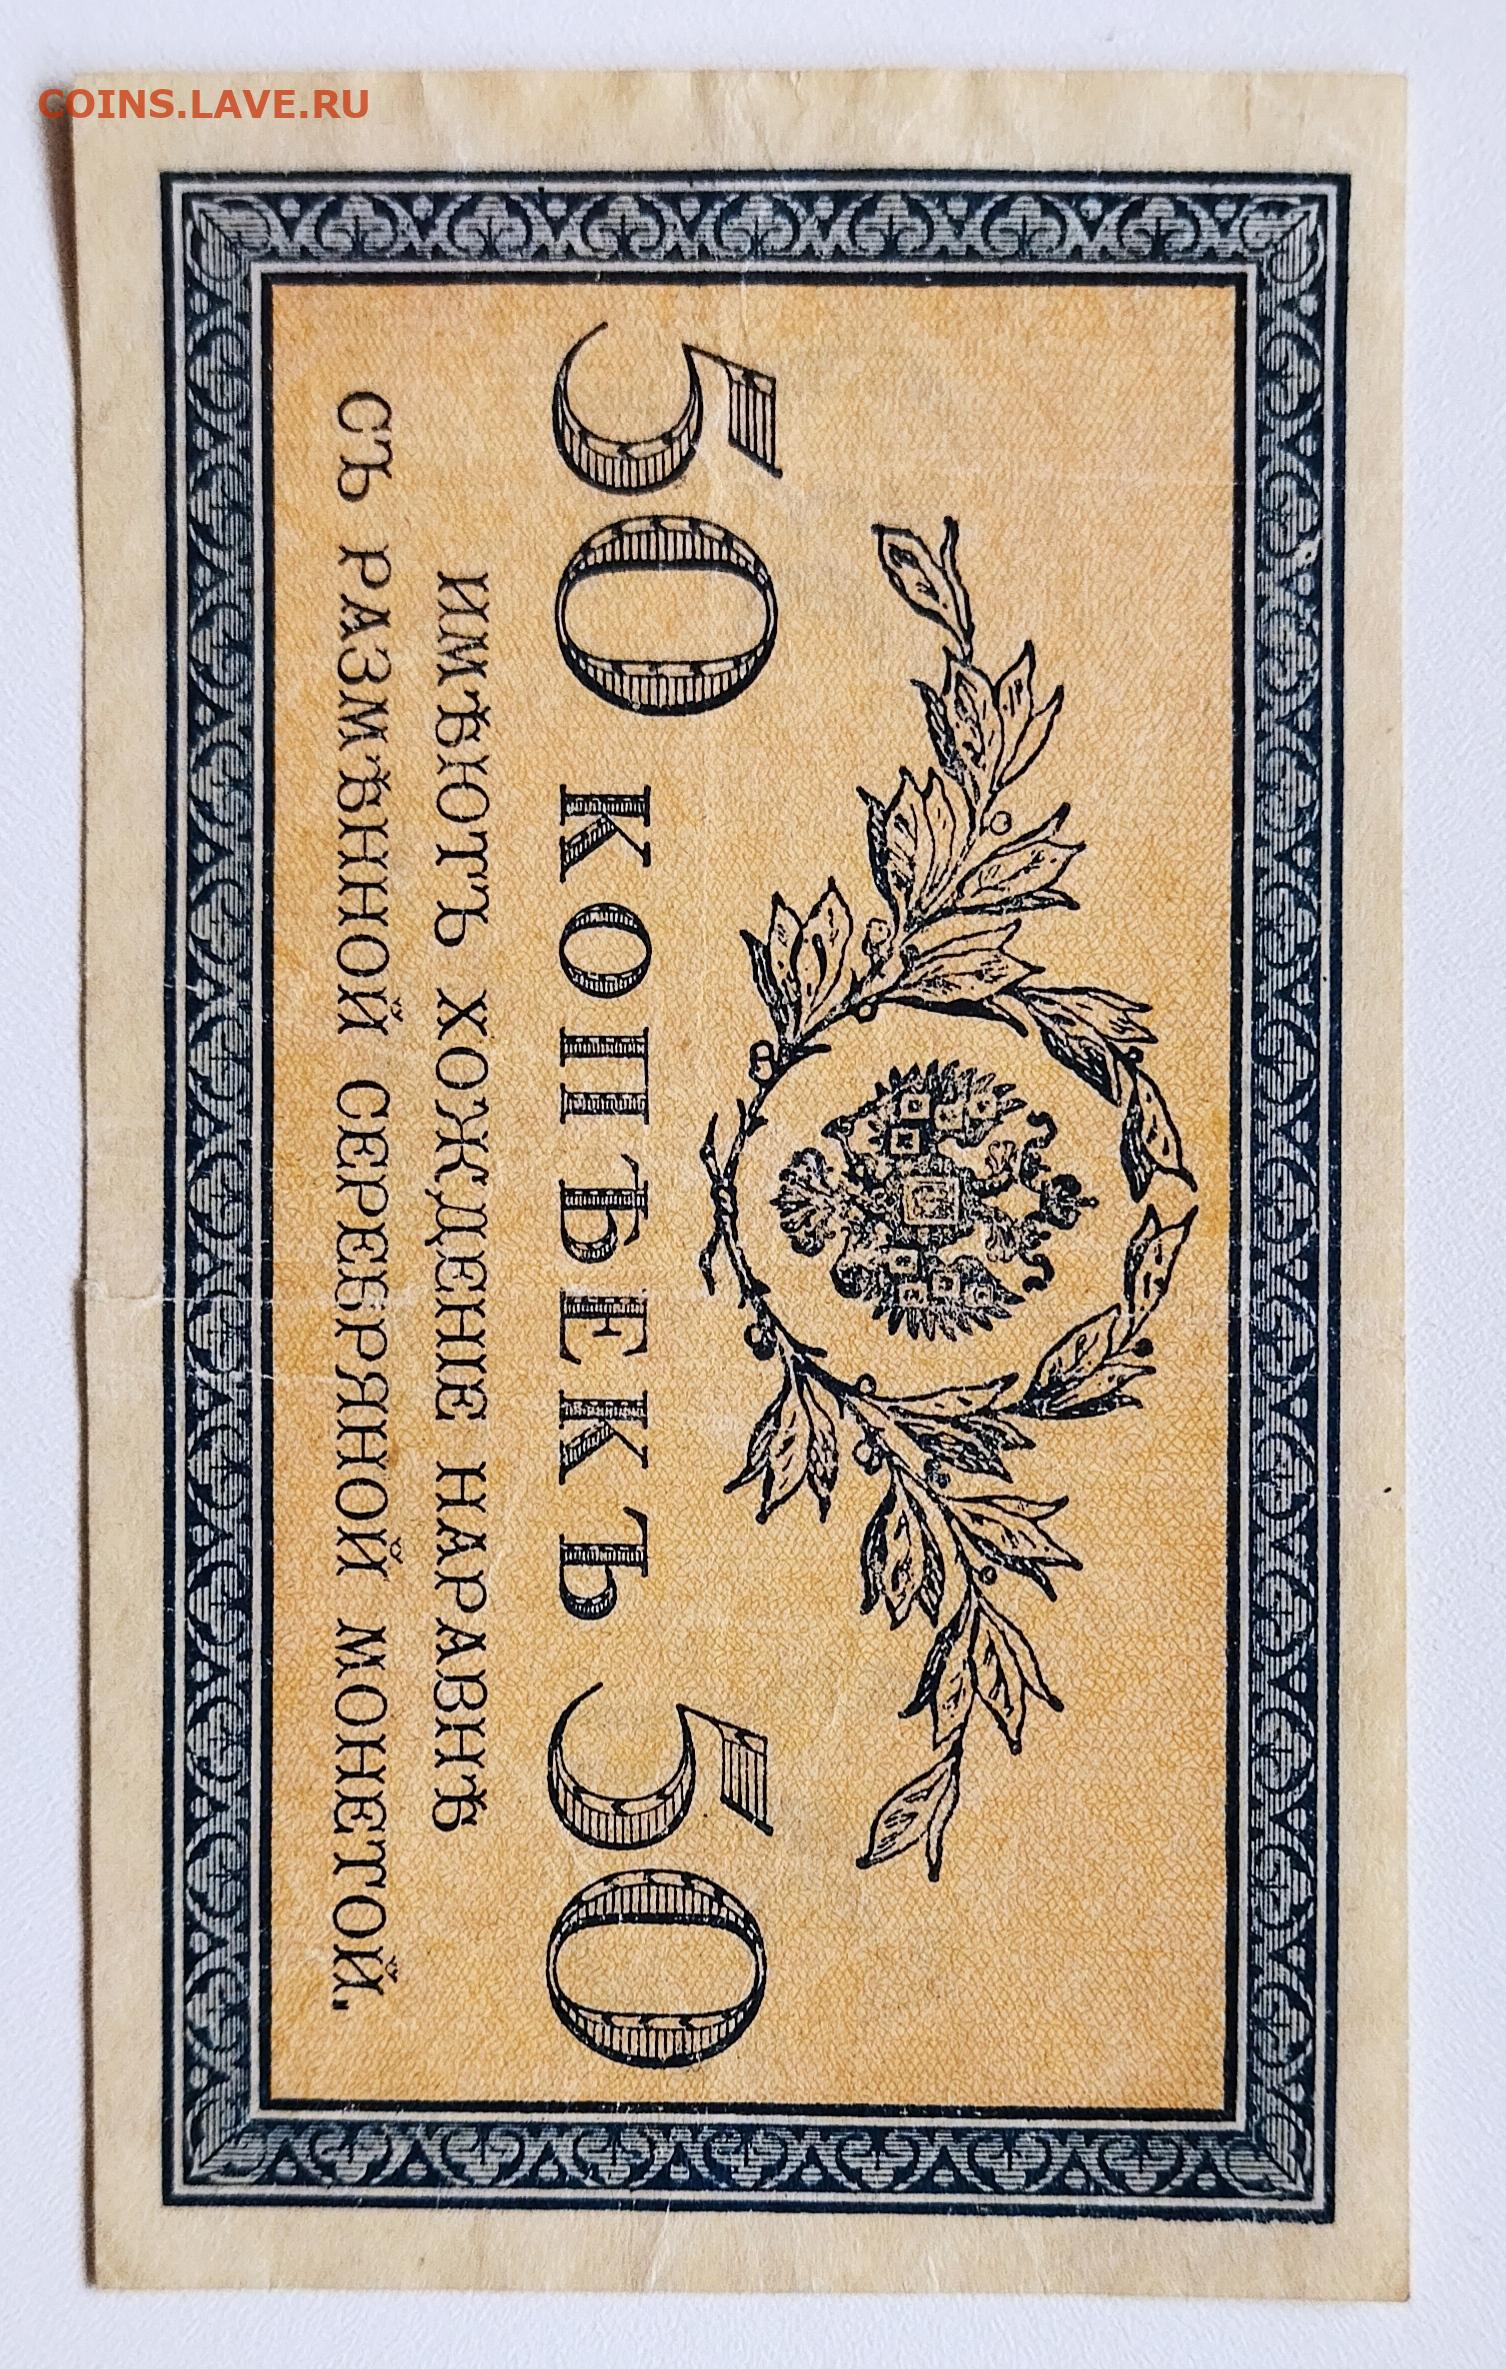 COINS.LAVE.RU
50 КОПѢЕКЪ 50
ИМѢЮТЪ ХОЖДЕНІЕ НАРАВНѢ
СЪ РАЗМѢННОЙ СЕРЕБРЯНОЙ МОНЕТОЙ.